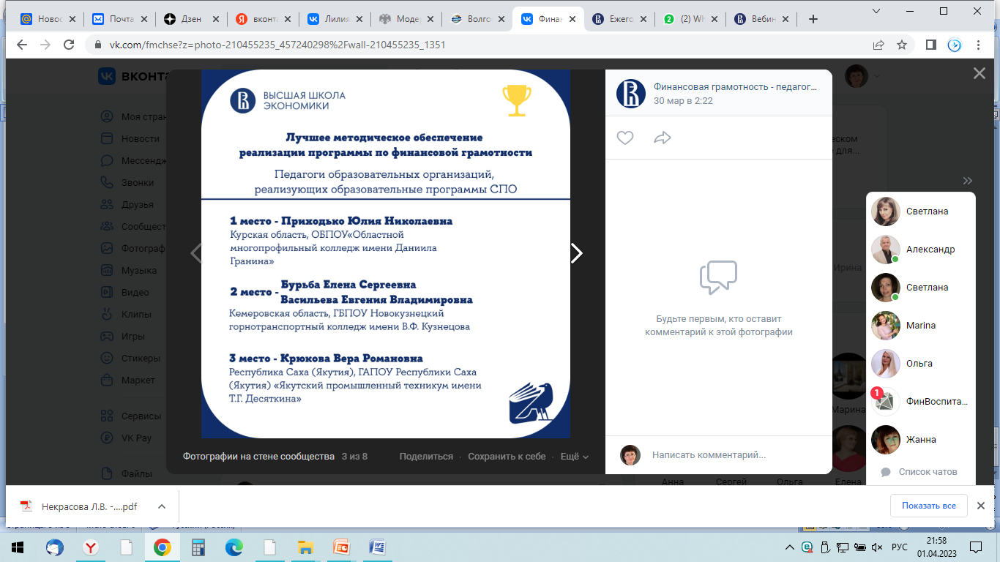 Новос
Почта
Дзен
вконта
Лилия
Моде
Волго
Финан
Ежего
(2) Wh
Вебин
vk.com/fmchse?z=photo-210455235_457240298%2Fwall-210455235_1351
вконта
Моя стран
Новости
Мессендж
Звонки
Друзья
Сообщест
Фотограф
Музыка
Видео
Клипы
Игры
Стикеры
Маркет
Сервисы
VK Pay
Файлы
ВЫСШАЯ ШКОЛА
ЭКОНОМИКИ
Лучшее методическое обеспечение
реализации программы по финансовой грамотности
Педагоги образовательных организаций,
реализующих образовательные программы СПО
1 место - Приходько Юлия Николаевна
Курская область, ОБПОУ«Областной
многопрофильный колледж имени Даниила
Гранина»
2 место - Бурьба Елена Сергеевна
Васильева Евгения Владимировна
Кемеровская область, ГБПОУ Новокузнецкий
горнотранспортный колледж имени В.Ф. Кузнецова
3 место - Крюкова Вера Романовна
Республика Саха (Якутия), ГАПОУ Республики Саха
(Якутия) «Якутский промышленный техникум имени
Т.Г. Десяткина»
Фотографии на стене сообщества 3 из 8
Поделиться · Сохранить к себе · Ещё
Финансовая грамотность - педагог...
30 мар в 2:22
Будьте первым, кто оставит
комментарий к этой фотографии
Написать комментарий...
ском
для...
Ирина
Марина
Анна
Сергей
Ольга
Елена
Светлана
Александр
Светлана
Marina
Ольга
1
ФинВоспита...
Жанна
Список чатов
Некрасова Л.В. -....pdf
Показать все
РУС
21:58
01.04.2023